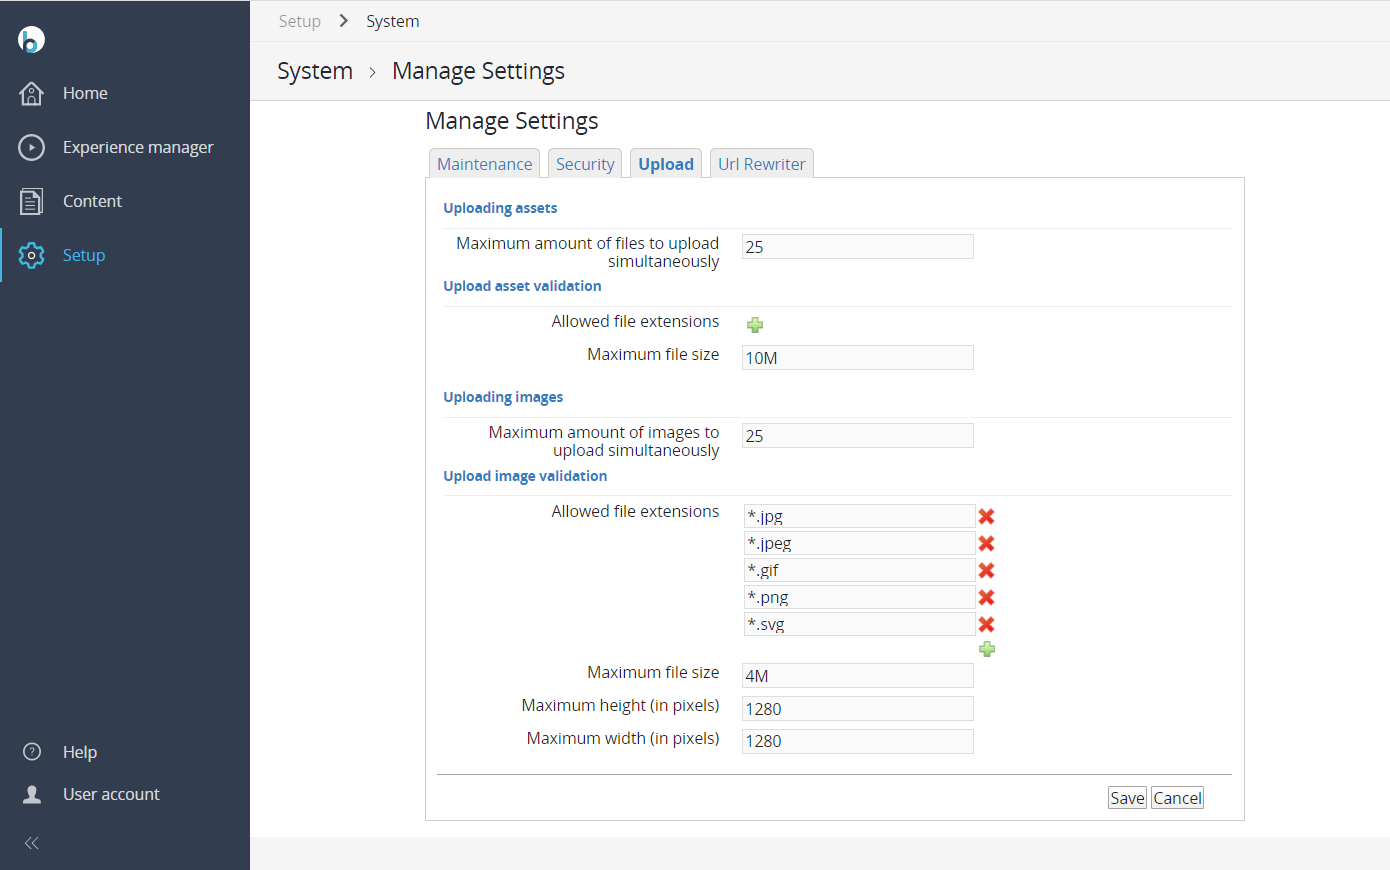 Setup > System
System › Manage Settings
Home
Experience manager
Content
Setup
Help
User account
Manage Settings
Maintenance
Security
Upload
Url Rewriter
Uploading assets
Maximum amount of files to upload
simultaneously
25
Upload asset validation
Allowed file extensions
Maximum file size
10M
Uploading images
Maximum amount of images to
upload simultaneously
25
Upload image validation
Allowed file extensions
*.jpg
*.jpeg
*.gif
*.png
*.svg
Maximum file size
4M
Maximum height (in pixels)
1280
Maximum width (in pixels)
1280
Save
Cancel